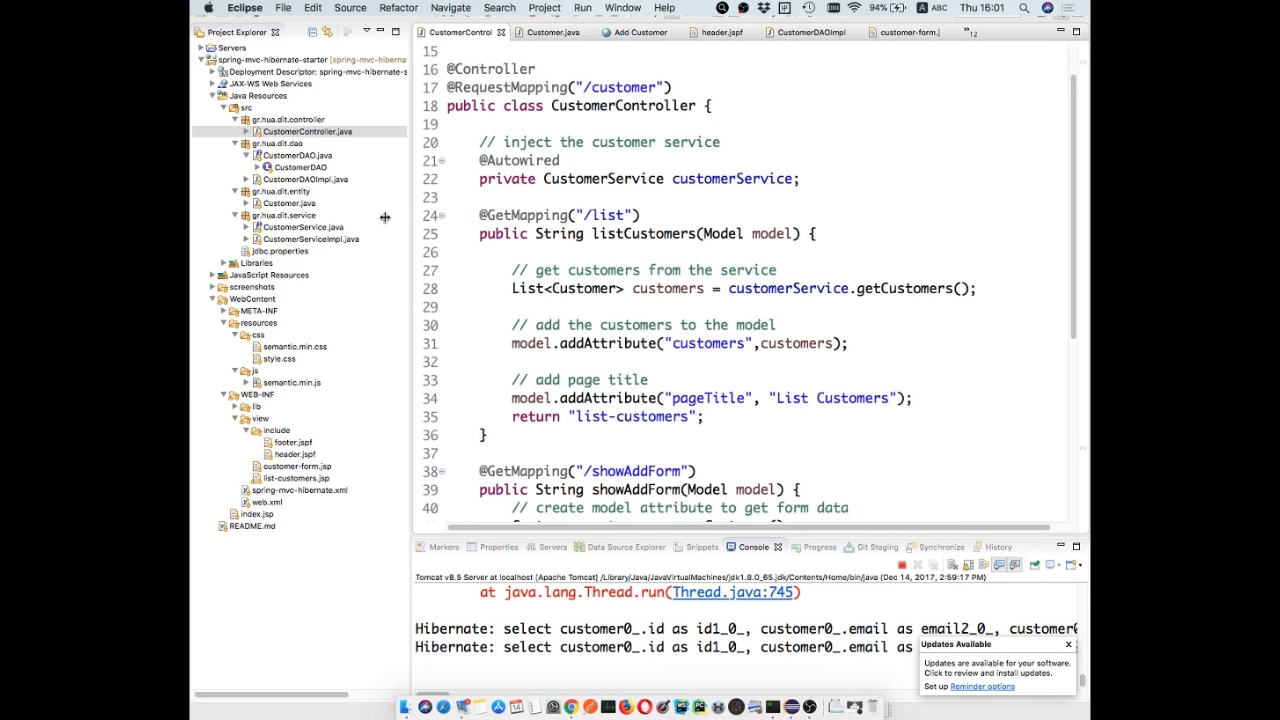 Eclipse File Edit Source Refactor Navigate Search Project Run Window Help 94% ABC Thu 16:01
Project Explorer
CustomerControl Customer.java Add Customer header.jspf CustomerDAOImpl customer-form.j »12
Servers
spring-mvc-hibernate-starter
Deployment Descriptor: spring-mvc-hibernate-s
JAX-WS Web Services
Java Resources
src
gr.hua.dit.controller
CustomerController.java
gr.hua.dit.dao
CustomerDAO.java
CustomerDAO
CustomerDAOImpl.java
gr.hua.dit.entity
Customer.java
gr.hua.dit.service
CustomerService.java
CustomerServiceImpl.java
jdbc.properties
Libraries
JavaScript Resources
screenshots
WebContent
META-INF
resources
css
semantic.min.css
style.css
js
semantic.min.js
WEB-INF
lib
view
include
footer.jspf
header.jspf
customer-form.jsp
list-customers.jsp
spring-mvc-hibernate.xml
web.xml
index.jsp
README.md
15
16 @Controller
17 @RequestMapping("/customer")
18 public class CustomerController {
19
20 // inject the customer service
21 @Autowired
22 private CustomerService customerService;
23
24 @GetMapping("/list")
25 public String listCustomers(Model model) {
26
27 // get customers from the service
28 List<Customer> customers = customerService.getCustomers();
29
30 // add the customers to the model
31 model.addAttribute("customers",customers);
32
33 // add page title
34 model.addAttribute("pageTitle", "List Customers");
35 return "list-customers";
36 }
37
38 @GetMapping("/showAddForm")
39 public String showAddForm(Model model) {
40 // create model attribute to get form data
Markers Properties Servers Data Source Explorer Snippets Console Progress Git Staging Synchronize History
Tomcat v8.5 Server at localhost [Apache Tomcat] /Library/Java/JavaVirtualMachines/jdk1.8.0_65.jdk/Contents/Home/bin/java (Dec 14, 2017, 2:59:17 PM)
at java.lang.Thread.run(Thread.java:745)
Hibernate: select customer0_.id as id1_0_, customer0_.email as email2_0_,
Hibernate: select customer0_.id as id1_0_, customer0_.email as
Updates Available
Updates are available for your software.
Click to review and install updates.
Set up Reminder options